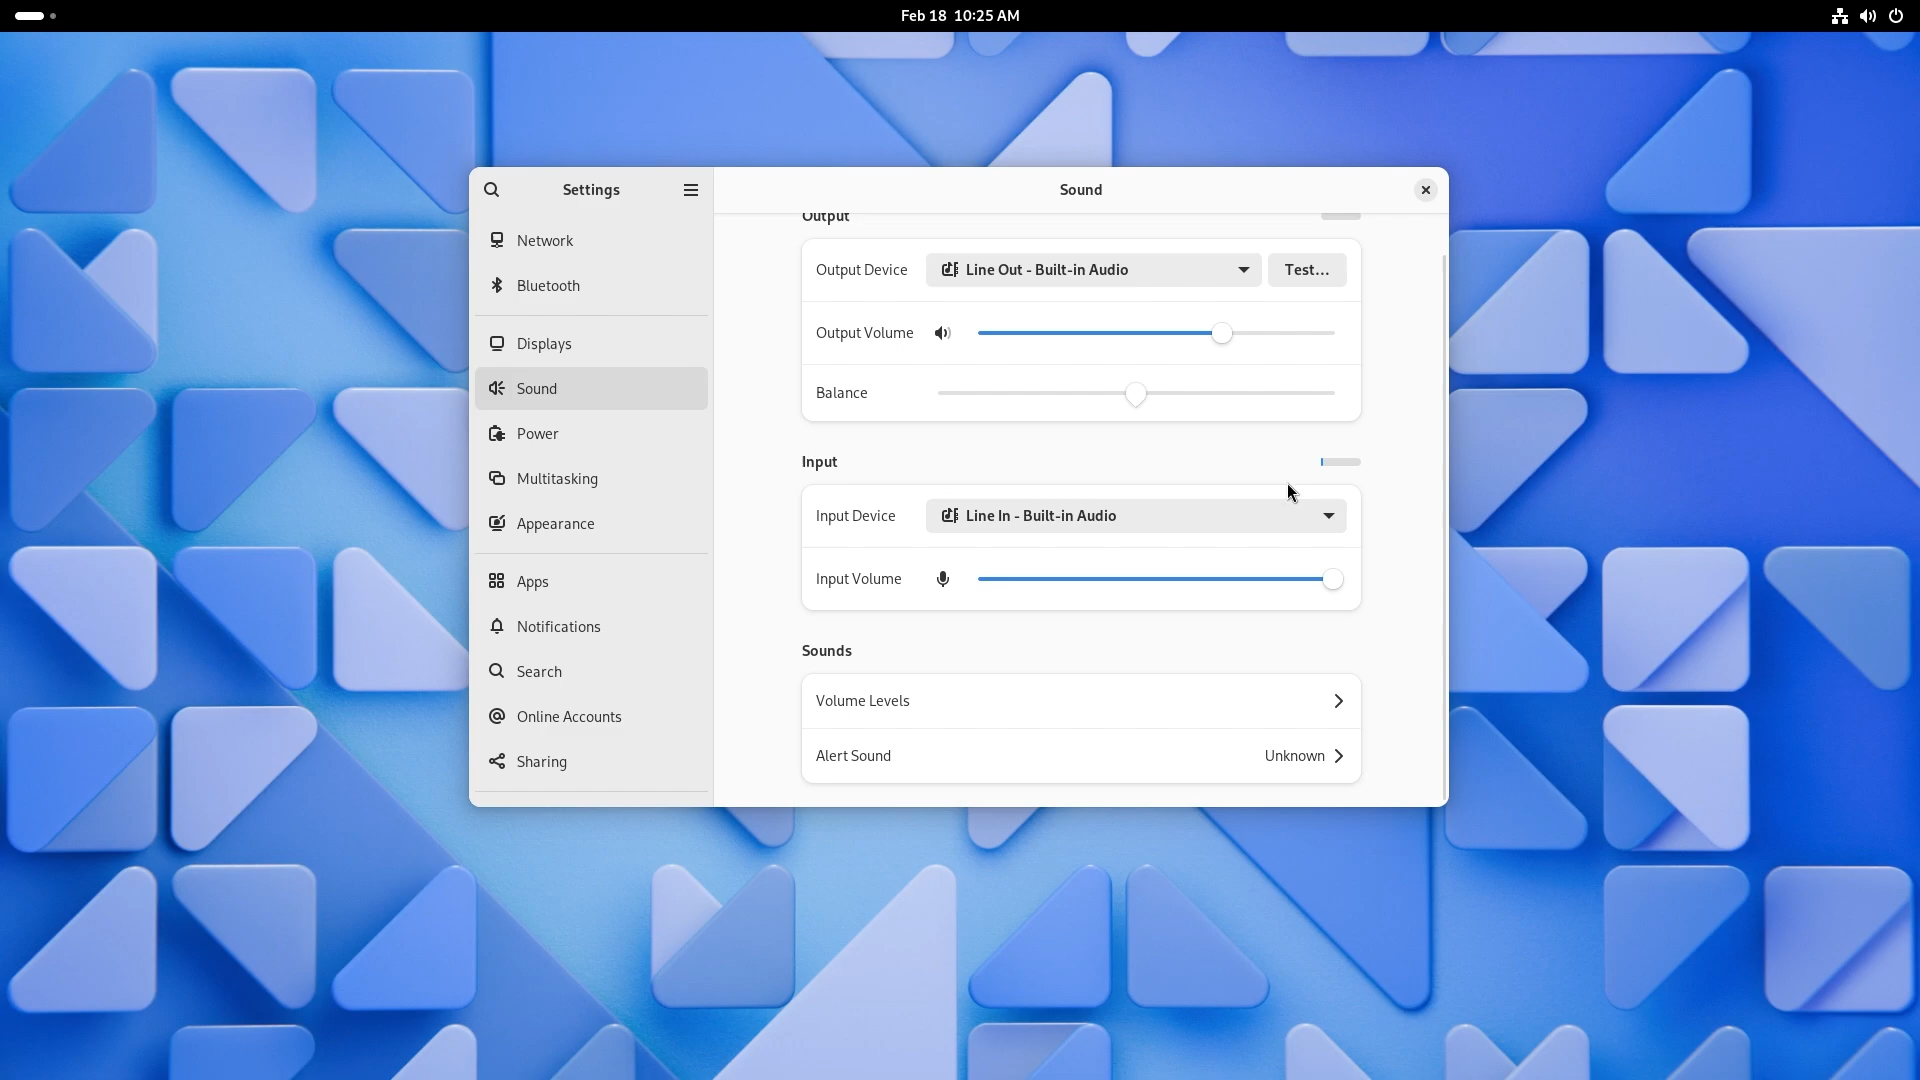 Feb 18 10:25 AM
Settings
Sound
Network
Bluetooth
Displays
Sound
Power
Multitasking
Appearance
Apps
Notifications
Search
Online Accounts
Sharing
Output
Output Device
Line Out - Built-in Audio
Test...
Output Volume
Balance
Input
Input Device
Line In - Built-in Audio
Input Volume
Sounds
Volume Levels
Alert Sound
Unknown